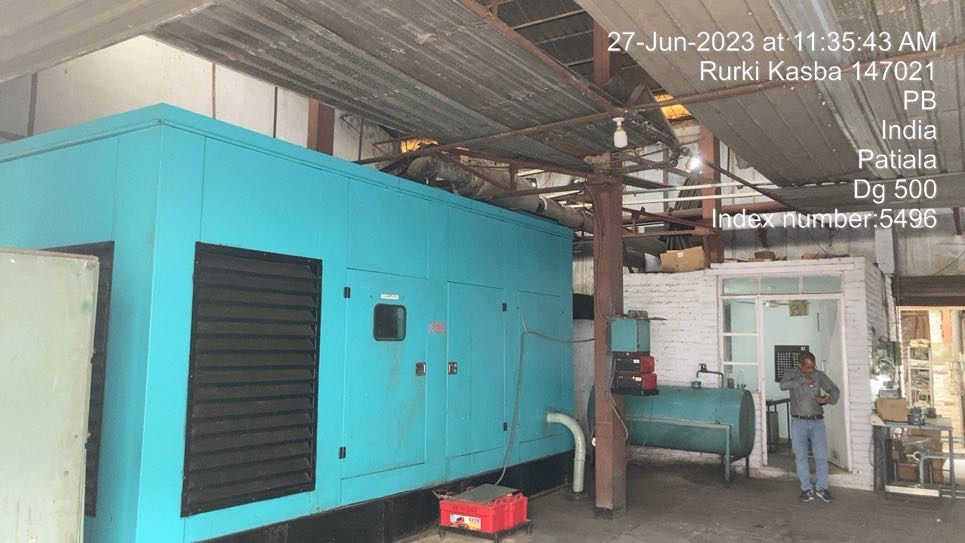 27-Jun-2023 at 11:35:43 AM
Rurki Kasba 147021
PB
India
Patiala
Dg 500
Index number:5496